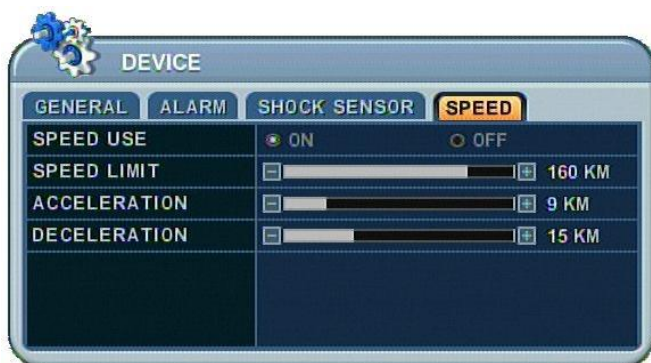 DEVICE
GENERAL ALARM SHOCK SENSOR SPEED
SPEED USE ON OFF
SPEED LIMIT 160 KM
ACCELERATION 9 KM
DECELERATION 15 KM